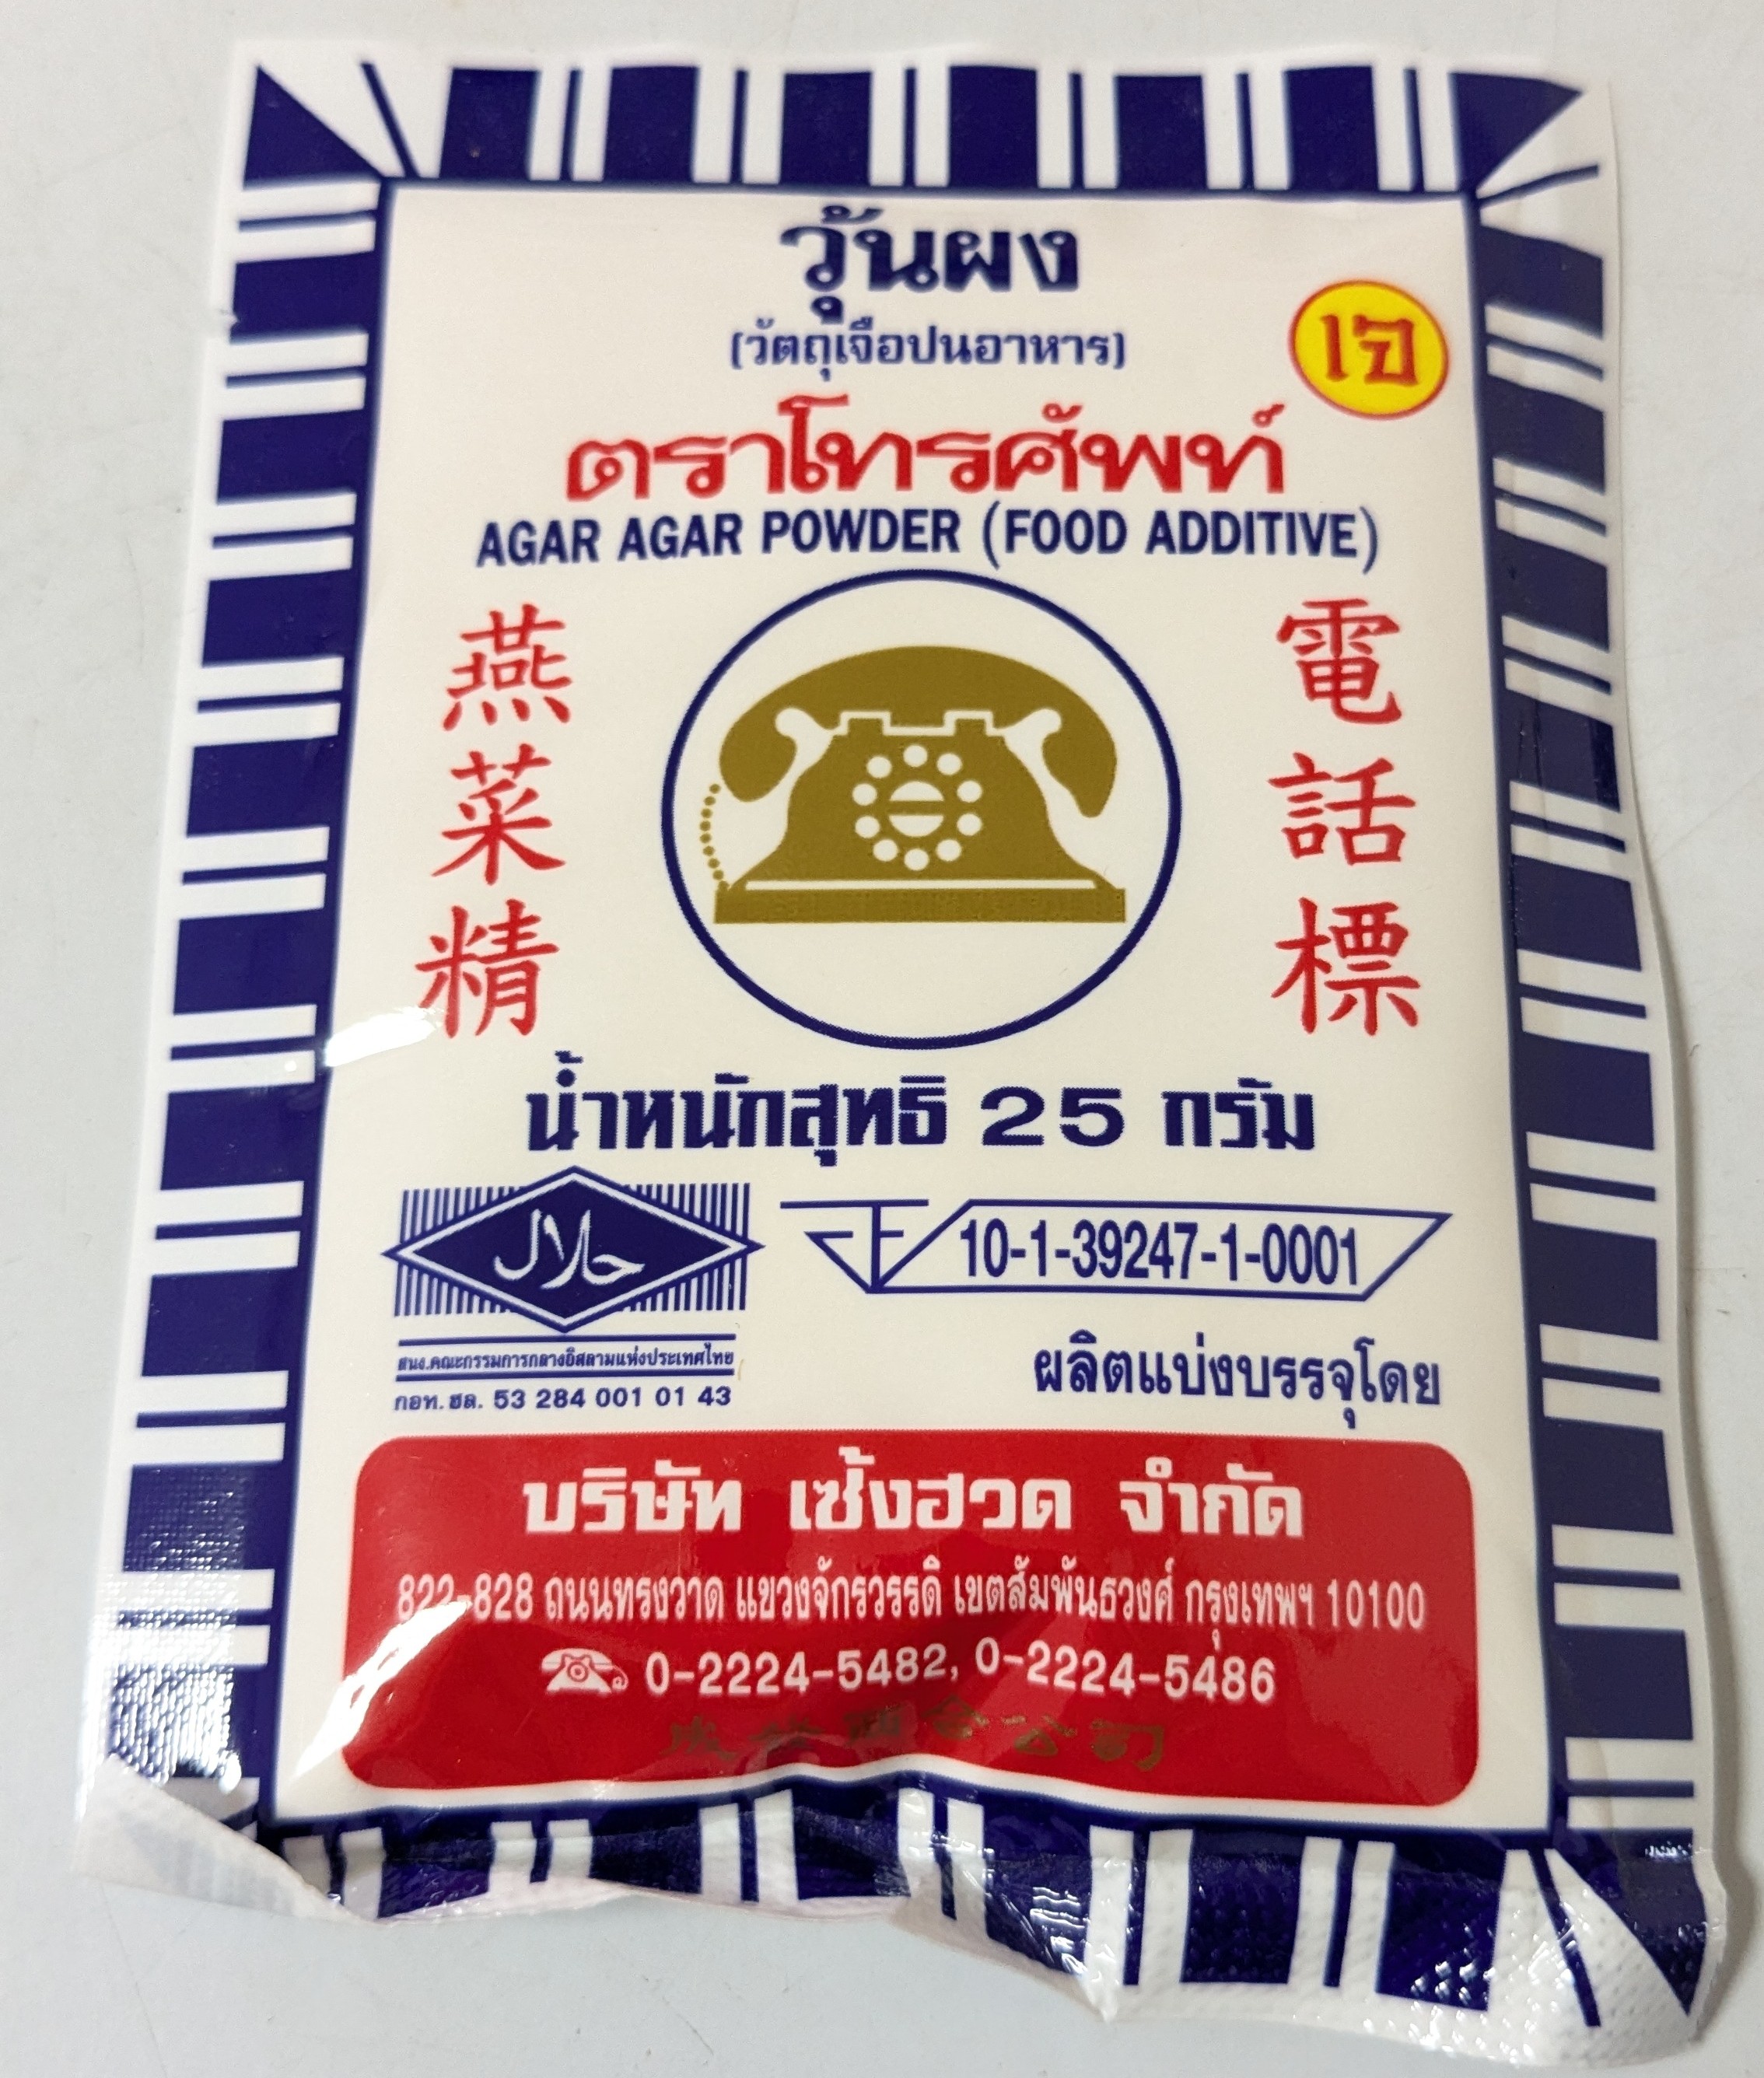 วุ้นผง
(วัตถุเจือปนอาหาร)
เจ
ตราโทรศัพท์
AGAR AGAR POWDER (FOOD ADDITIVE)
燕菜精
電話標
น้ำหนักสุทธิ 25 กรัม
حلال
10-1-39247-1-0001
สนง.คณะกรรมการกลางอิสลามแห่งประเทศไทย
กอท. ฮล. 53 284 001 01 43
ผลิตแบ่งบรรจุโดย
บริษัท เซ้งฮวด จำกัด
822-828 ถนนทรงวาด แขวงจักรวรรดิ เขตสัมพันธวงศ์ กรุงเทพฯ 10100
0-2224-5482, 0-2224-5486
公司